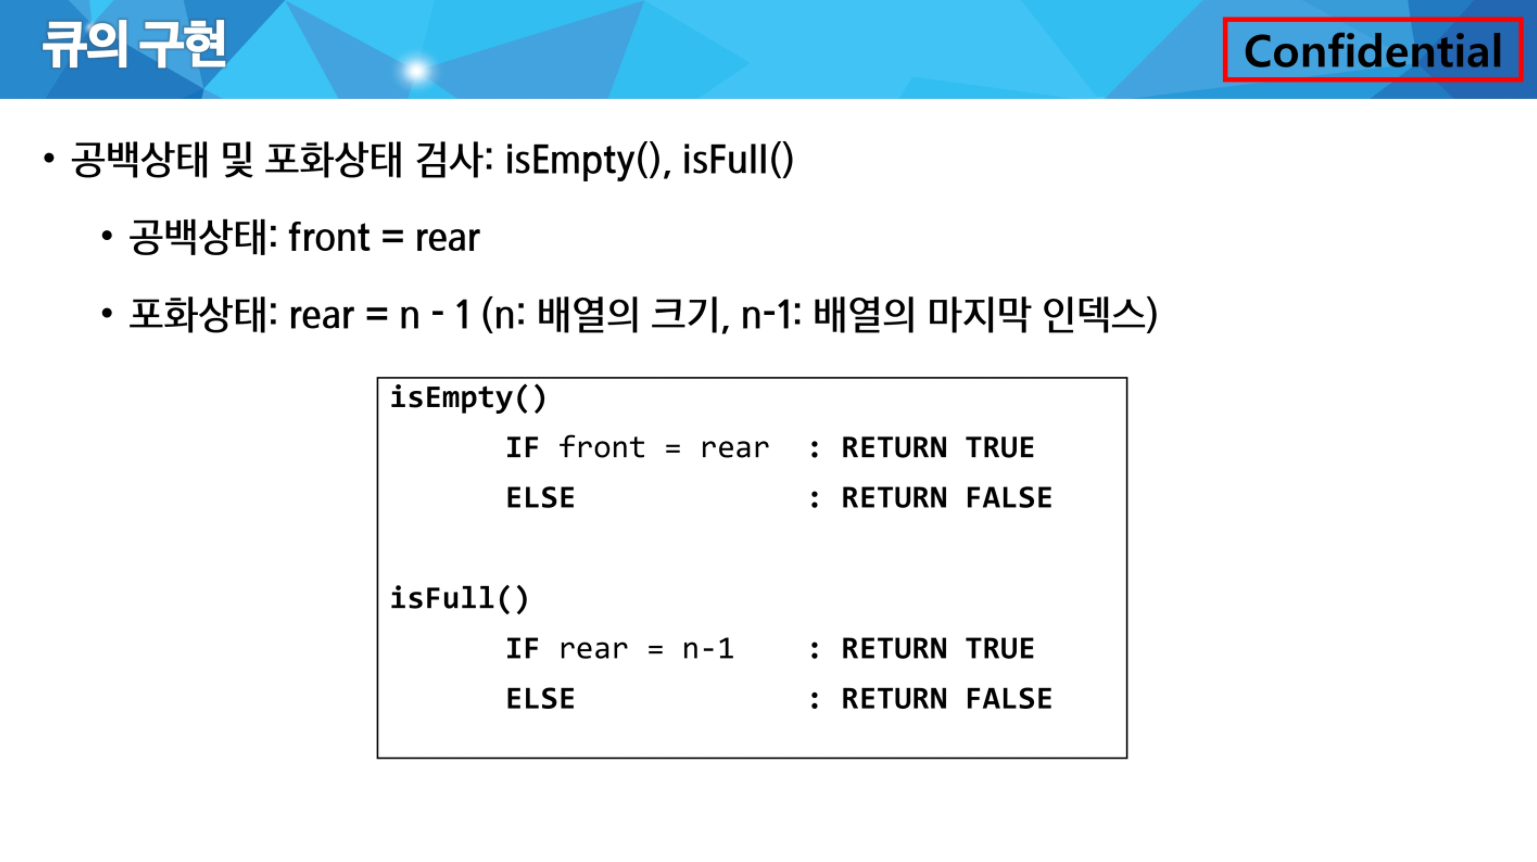 큐의 구현
Confidential
• 공백상태 및 포화상태 검사: isEmpty(), isFull()
• 공백상태: front = rear
• 포화상태: rear = n - 1 (n: 배열의 크기, n-1: 배열의 마지막 인덱스)
isEmpty()
IF front = rear : RETURN TRUE
ELSE : RETURN FALSE
isFull()
IF rear = n-1 : RETURN TRUE
ELSE : RETURN FALSE